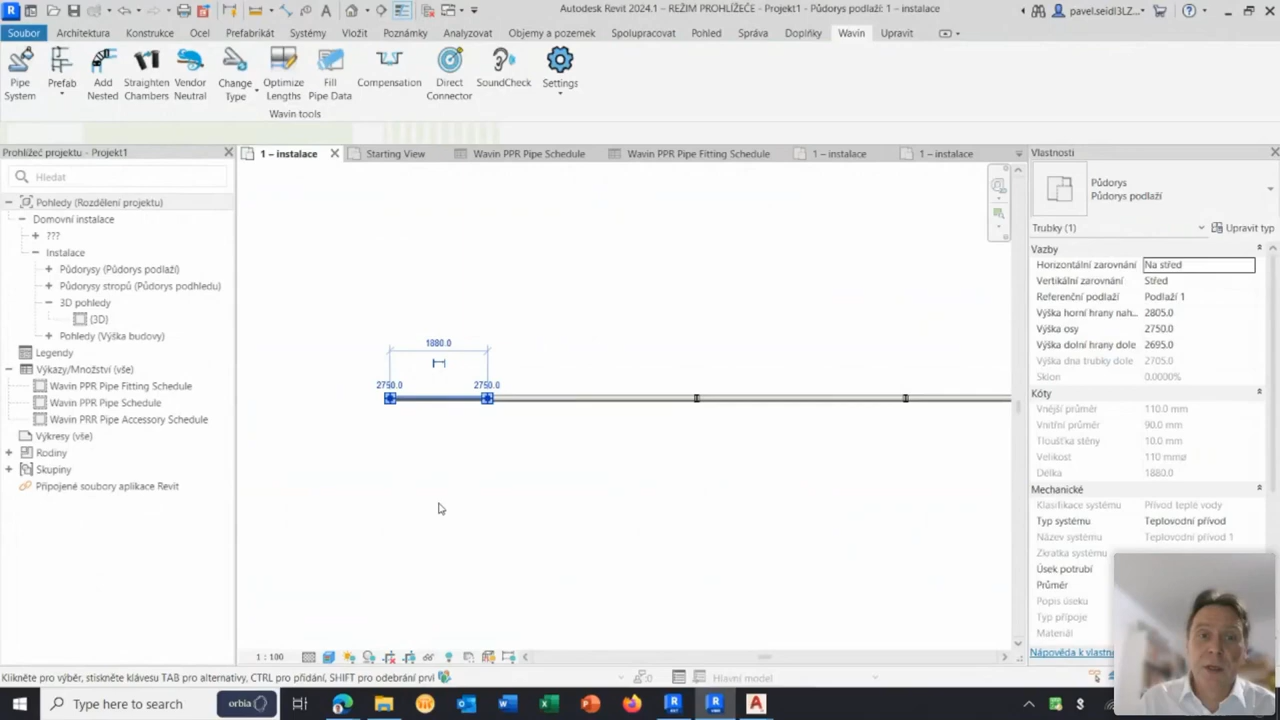 Autodesk Revit 2024.1 - REŽIM PROHLÍŽEČE - Projekt1 - Půdorys podlaží: 1 - instalace
pavel.seidl3LZ...
Soubor Architektura Konstrukce Ocel Prefabrikát Systémy Vložit Poznámky Analyzovat Objemy a pozemek Spolupracovat Pohled Správa Doplňky Wavin Upravit
Pipe System
Prefab
Add Nested
Straighten Chambers
Vendor Neutral
Change Type
Optimize Lengths
Fill Pipe Data
Compensation
Direct Connector
SoundCheck
Settings
Wavin tools
Prohlížeč projektu - Projekt1
Hledat
Pohledy (Rozdělení projektu)
Domovní instalace
???
Instalace
Půdorysy (Půdorys podlaží)
Půdorysy stropů (Půdorys podhledu)
3D pohledy
(3D)
Pohledy (Výška budovy)
Legendy
Výkazy/Množství (vše)
Wavin PPR Pipe Fitting Schedule
Wavin PPR Pipe Schedule
Wavin PPR Pipe Accessory Schedule
Výkresy (vše)
Rodiny
Skupiny
Připojené soubory aplikace Revit
1 – instalace
Starting View
Wavin PPR Pipe Schedule
Wavin PPR Pipe Fitting Schedule
1 – instalace
1 – instalace
1880.0
2750.0 2750.0
1 : 100
Vlastnosti
Půdorys
Půdorys podlaží
Trubky (1) Upravit typ
Vazby
Horizontální zarovnání Na střed
Vertikální zarovnání Střed
Referenční podlaží Podlaží 1
Výška horní hrany nah... 2805.0
Výška osy 2750.0
Výška dolní hrany dole 2695.0
Výška dna trubky dole 2705.0
Sklon 0.0000%
Kóty
Vnější průměr 110.0 mm
Vnitřní průměr 90.0 mm
Tloušťka stěny 10.0 mm
Velikost 110 mmø
Délka 1880.0
Mechanické
Klasifikace systému Přívod teplé vody
Typ systému Teplovodní přívod
Název systému Teplovodní přívod 1
Zkratka systému
Úsek potrubí
Průměr
Popis úseku
Typ přípoje
Materiál
Nápověda k vlastn
Klikněte pro výběr, stiskněte klávesu TAB pro alternativy, CTRL pro přidání, SHIFT pro odebrání prvi
:0
Hlavní model
Type here to search
orbia